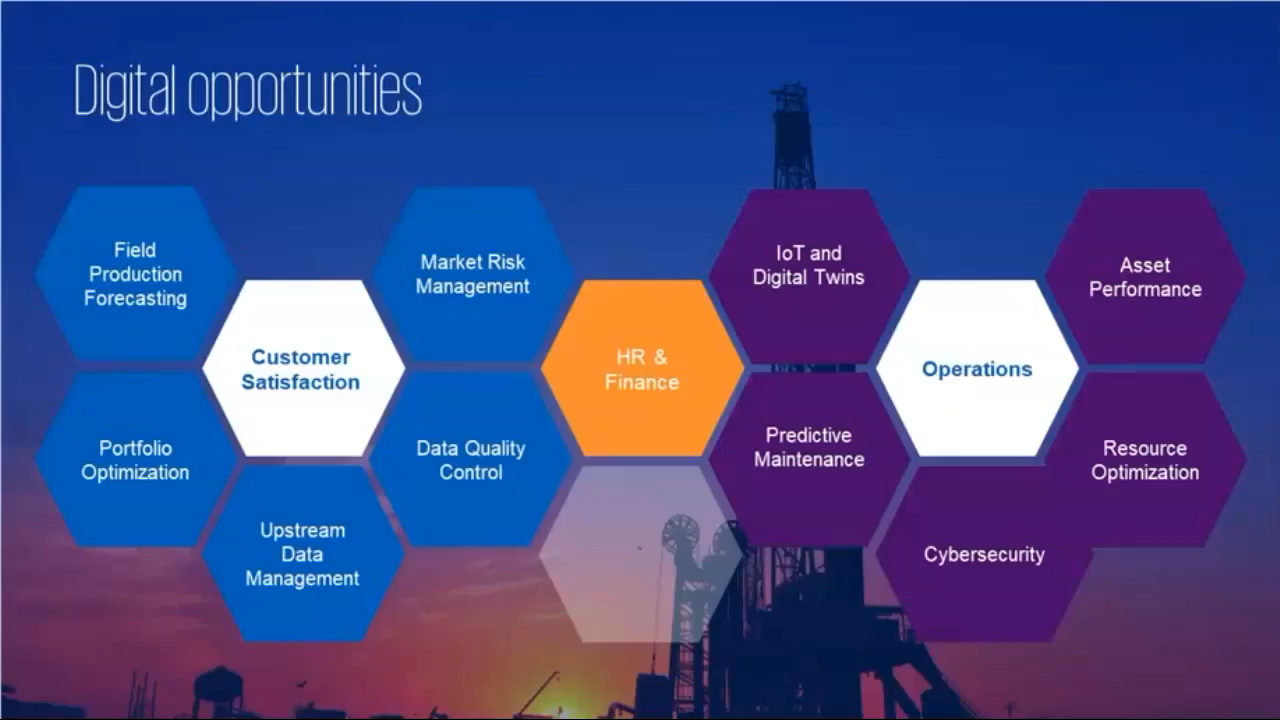 Digital opportunities
Field
Production
Forecasting
Customer
Satisfaction
Market Risk
Management
HR &
Finance
IoT and
Digital Twins
Operations
Asset
Performance
Portfolio
Optimization
Upstream
Data
Management
Data Quality
Control
Predictive
Maintenance
Cybersecurity
Resource
Optimization